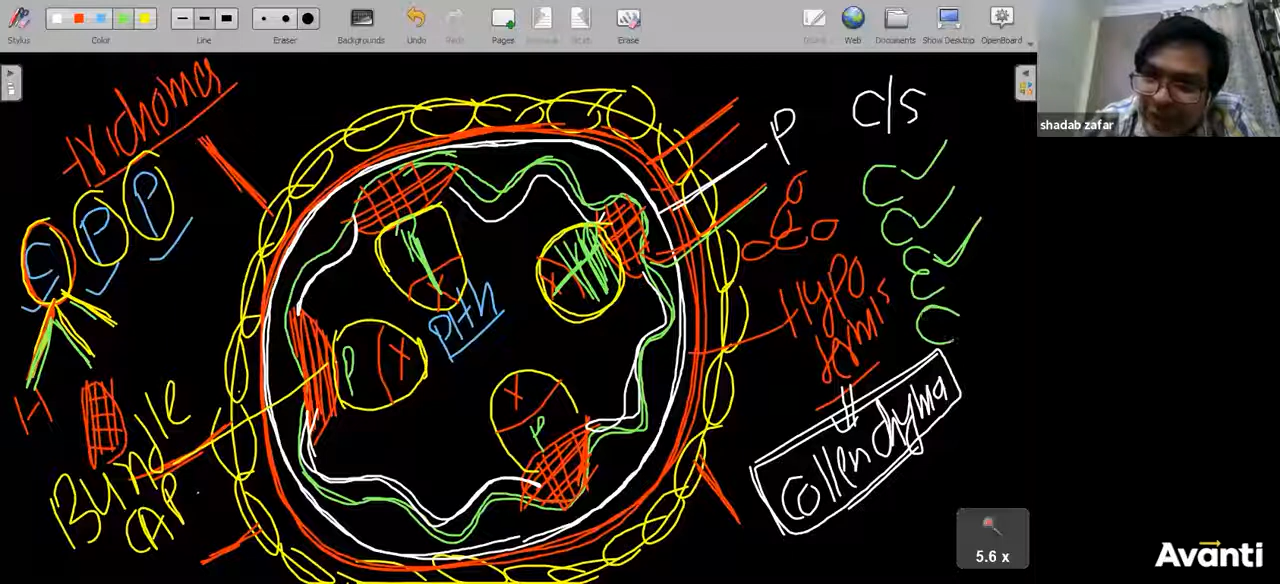 Stylus
Color
Line
Eraser
Backgrounds
Undo
Redo
Pages
Erase
Web
Documents
Show Desktop
OpenBoard
shadab zafar
trichomes
P
C/S
E P P
C
C
E
C
Pith
P
X
P
X
X
P
X
HYPO
dermis
H
Bundle
CAP
Collenchyma
5.6 x
Avanti